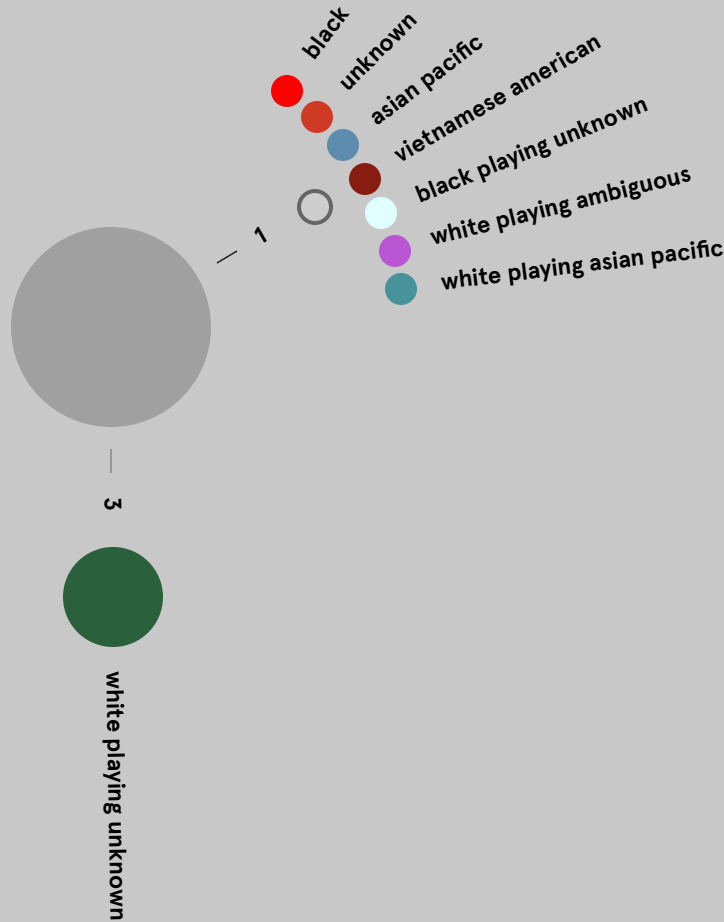 black
unknown
asian pacific
vietnamese american
black playing unknown
white playing ambiguous
white playing asian pacific
1
3
white playing unknown